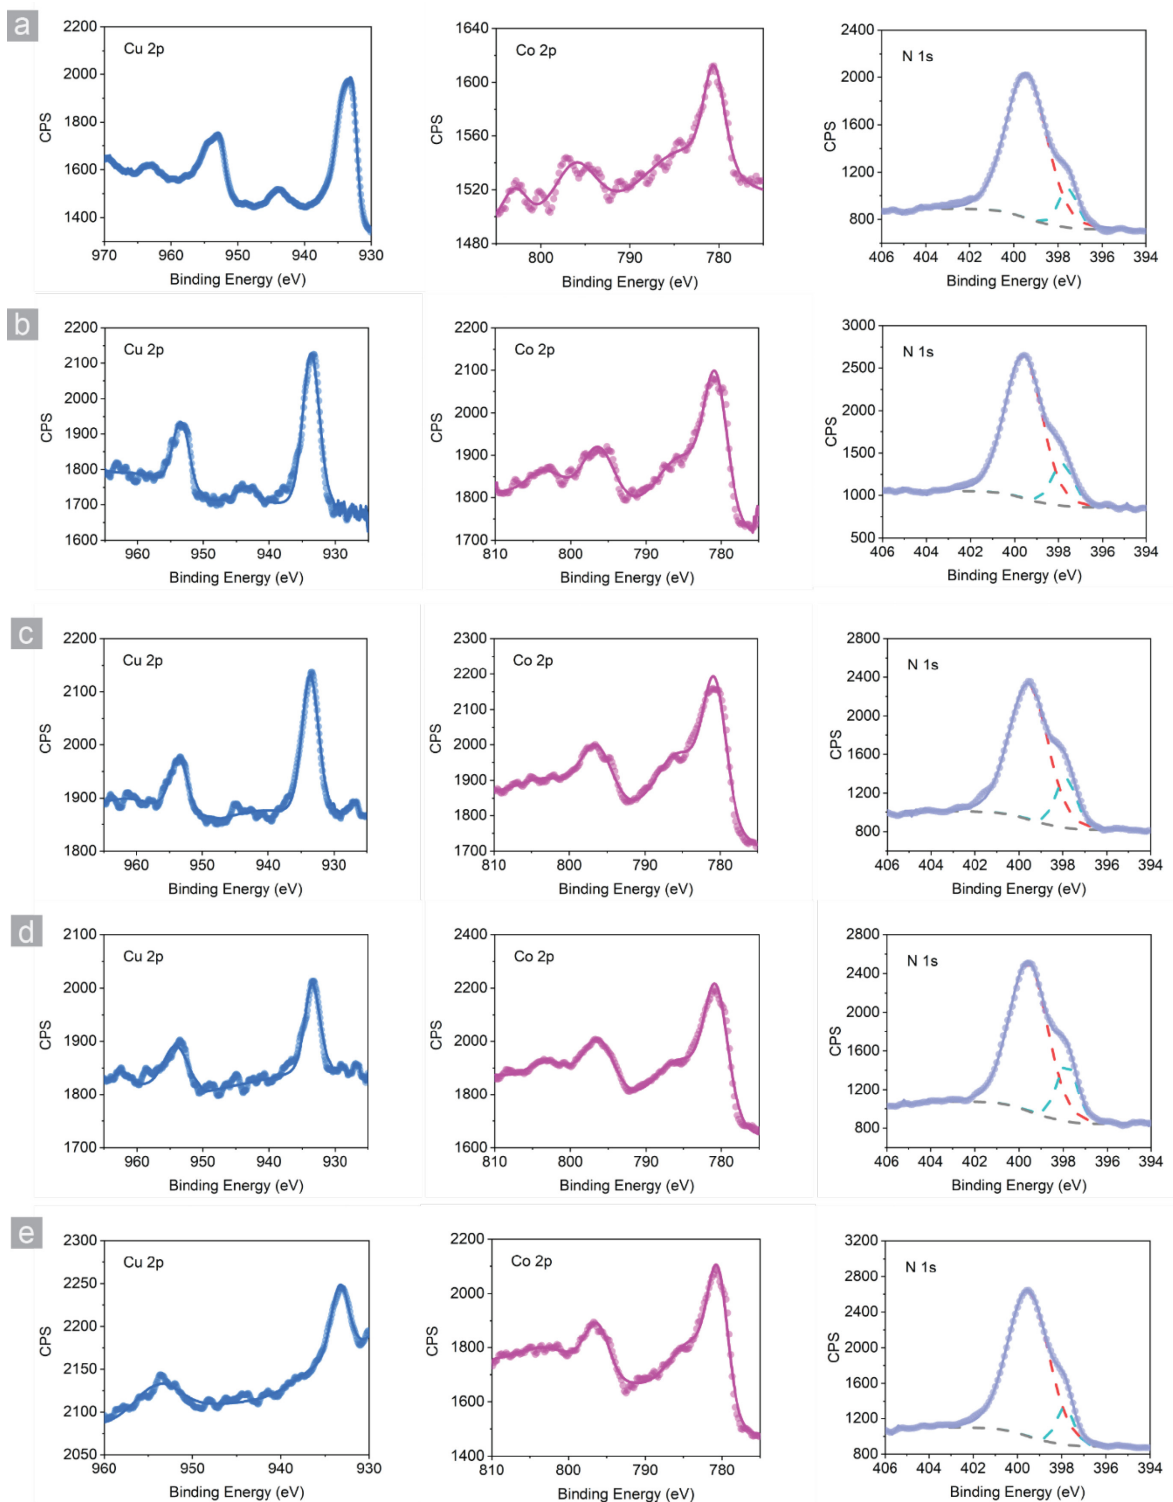 a
Cu 2p
CPS
2200
2000
1800
1600
1400
970
960
950
940
930
Binding Energy (eV)
Co 2p
CPS
1640
1600
1560
1520
1480
800
790
780
Binding Energy (eV)
N 1s
CPS
2400
2000
1200
800
406 404 402 400 398 396 394
Binding Energy (eV)
b
Cu 2p
CPS
2200
2100
2000
1900
1800
1700
1600
960
950
940
930
Binding Energy (eV)
Co 2p
CPS
2200
2100
2000
1900
1800
1700
810
800
790
780
Binding Energy (eV)
N 1s
CPS
3000
2500
2000
1500
1000
500
406 404 402 400 398 396 394
Binding Energy (eV)
c
Cu 2p
CPS
2200
2100
2000
1900
1800
960
950
940
930
Binding Energy (eV)
Co 2p
CPS
2300
2200
2100
2000
1900
1800
1700
810
800
790
780
Binding Energy (eV)
N 1s
CPS
2800
2400
2000
1600
1200
800
406 404 402 400 398 396 394
Binding Energy (eV)
d
Cu 2p
CPS
2100
2000
1900
1800
1700
960
950
940
930
Binding Energy (eV)
Co 2p
CPS
2400
2200
2000
1800
1600
810
800
790
780
Binding Energy (eV)
N 1s
CPS
2800
2400
2000
1600
1200
800
406 404 402 400 398 396 394
Binding Energy (eV)
e
Cu 2p
CPS
2300
2250
2200
2150
2100
2050
960
950
940
930
Binding Energy (eV)
Co 2p
CPS
2200
2000
1800
1600
1400
810
800
790
780
Binding Energy (eV)
N 1s
CPS
3200
2800
2000
1200
800
406 404 402 400 398 396 394
Binding Energy (eV)